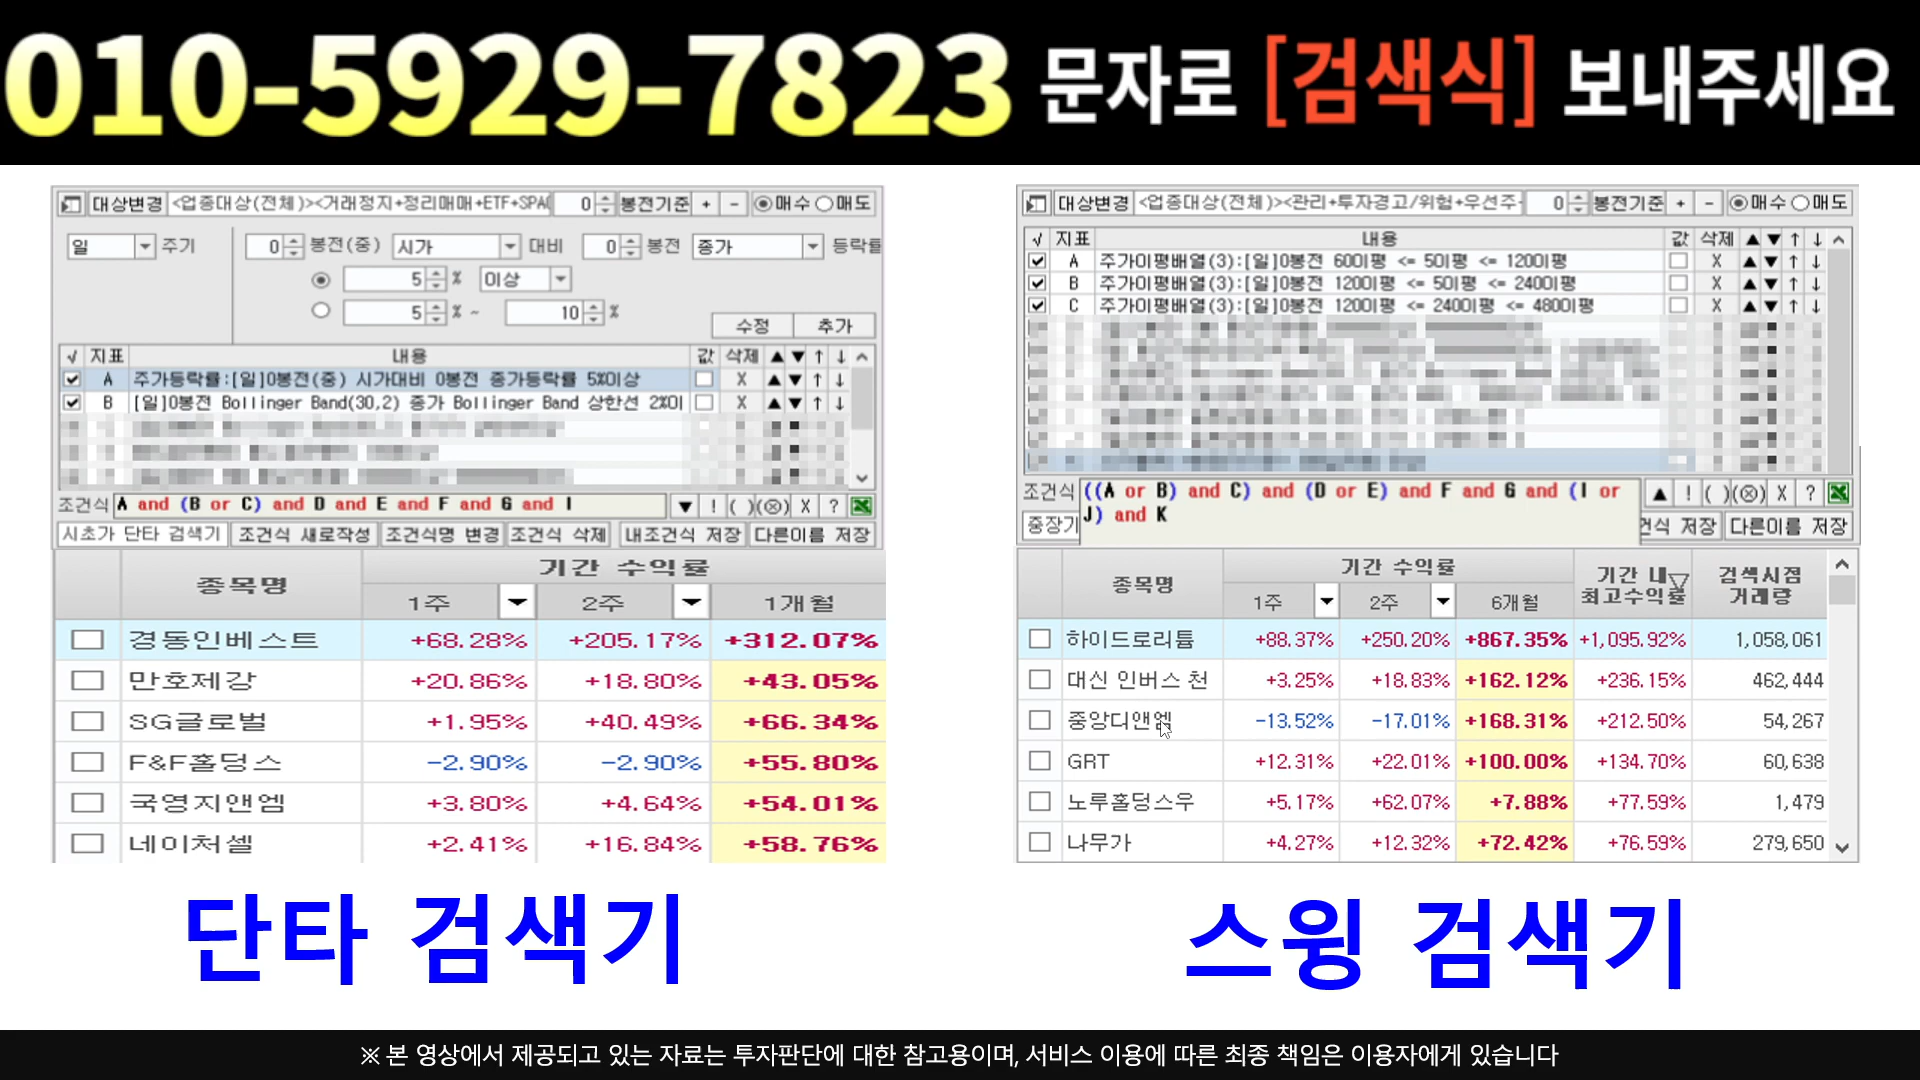 010-5929-7823 문자로 [검색식] 보내주세요
대상변경 <업종대상(전체)><거래정지+정리매매+ETF+SPA 0 봉전기준 + - 매수 매도
일 주기 0 봉전(중) 시가 대비 0 봉전 종가 등락률
5 % 이상
5 % ~ 10 %
수정 추가
√ 지표 내용 값 삭제 ▲ ▼ ↑ ↓
A 주가등락률:[일]0봉전(중) 시가대비 0봉전 종가등락률 5%이상 X ▲ ▼ ↑ ↓
B [일]0봉전 Bollinger Band(30,2) 종가 Bollinger Band 상한선 2%이 X ▲ ▼ ↑ ↓
조건식 A and (B or C) and D and E and F and G and I ▼ ! ( ) (⊗) X ?
시초가 단타 검색기 조건식 새로작성 조건식명 변경 조건식 삭제 내조건식 저장 다른이름 저장
종목명 기간 수익률
1주 2주 1개월
경동인베스트 +68.28% +205.17% +312.07%
만호제강 +20.86% +18.80% +43.05%
SG글로벌 +1.95% +40.49% +66.34%
F&F홀딩스 -2.90% -2.90% +55.80%
국영지앤엠 +3.80% +4.64% +54.01%
네이처셀 +2.41% +16.84% +58.76%
단타 검색기
대상변경 <업종대상(전체)><관리+투자경고/위험+우선주+ 0 봉전기준 + - 매수 매도
√ 지표 내용 값 삭제 ▲ ▼ ↑ ↓
A 주가이평배열(3):[일]0봉전 60이평 <= 5이평 <= 120이평 X ▲ ▼ ↑ ↓
B 주가이평배열(3):[일]0봉전 120이평 <= 5이평 <= 240이평 X ▲ ▼ ↑ ↓
C 주가이평배열(3):[일]0봉전 120이평 <= 240이평 <= 480이평 X ▲ ▼ ↑ ↓
조건식 ((A or B) and C) and (D or E) and F and G and (I or ▲ ! ( ) (⊗) X ?
J) and K
중장기 건식 저장 다른이름 저장
종목명 기간 수익률 기간 내 최고수익률 검색시점 거래량
1주 2주 6개월
하이드로리튬 +88.37% +250.20% +867.35% +1,095.92% 1,058,061
대신 인버스 천 +3.25% +18.83% +162.12% +236.15% 462,444
중앙디앤엠 -13.52% -17.01% +168.31% +212.50% 54,267
GRT +12.31% +22.01% +100.00% +134.70% 60,638
노루홀딩스우 +5.17% +62.07% +7.88% +77.59% 1,479
나무가 +4.27% +12.32% +72.42% +76.59% 279,650
스윙 검색기
※ 본 영상에서 제공되고 있는 자료는 투자판단에 대한 참고용이며, 서비스 이용에 따른 최종 책임은 이용자에게 있습니다